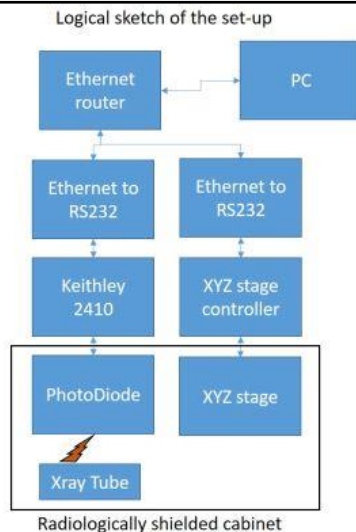 Logical sketch of the set-up
Ethernet
router
PC
Ethernet to
RS232
Ethernet to
RS232
Keithley
2410
XYZ stage
controller
PhotoDiode
XYZ stage
Xray Tube
Radiologically shielded cabinet